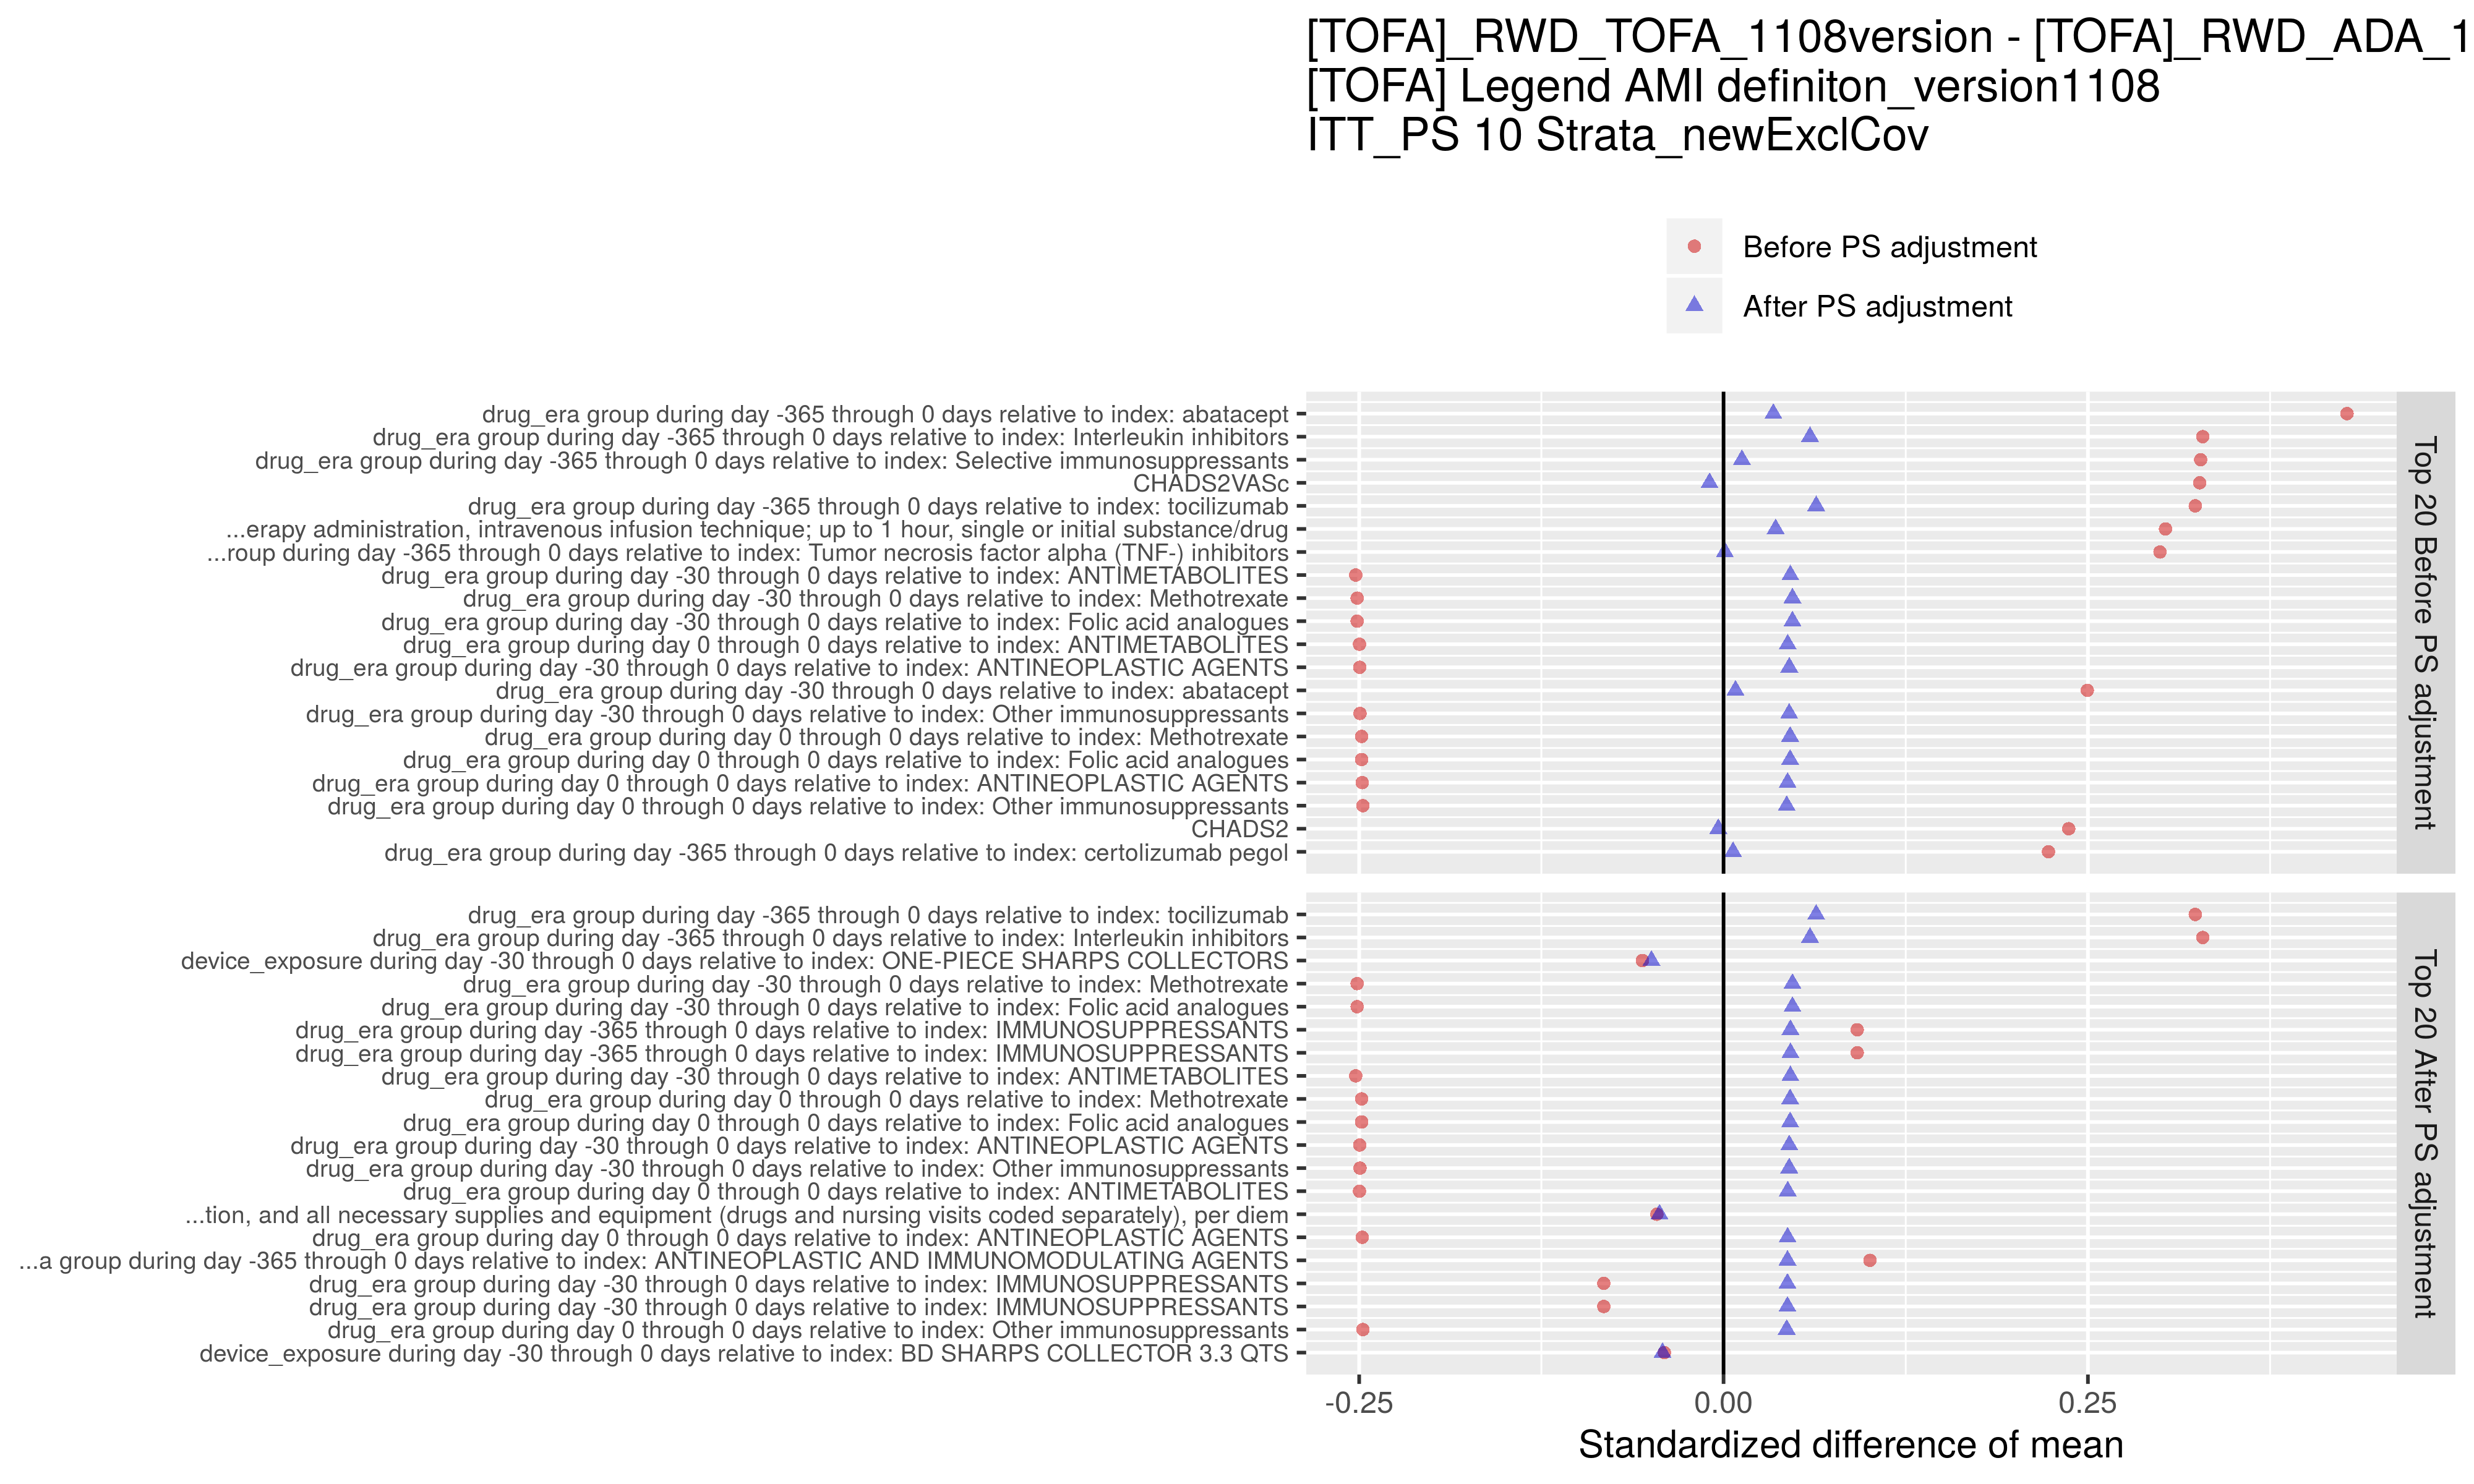 [TOFA]_RWD_TOFA_1108version - [TOFA]_RWD_ADA_1
[TOFA] Legend AMI definiton_version1108
ITT_PS 10 Strata_newExclCov
Before PS adjustment
After PS adjustment
drug_era group during day -365 through 0 days relative to index: abatacept
drug_era group during day -365 through 0 days relative to index: Interleukin inhibitors
drug_era group during day -365 through 0 days relative to index: Selective immunosuppressants
CHADS2VASc
drug_era group during day -365 through 0 days relative to index: tocilizumab
...erapy administration, intravenous infusion technique; up to 1 hour, single or initial substance/drug
...roup during day -365 through 0 days relative to index: Tumor necrosis factor alpha (TNF-) inhibitors
drug_era group during day -30 through 0 days relative to index: ANTIMETABOLITES
drug_era group during day -30 through 0 days relative to index: Methotrexate
drug_era group during day -30 through 0 days relative to index: Folic acid analogues
drug_era group during day 0 through 0 days relative to index: ANTIMETABOLITES
drug_era group during day -30 through 0 days relative to index: ANTINEOPLASTIC AGENTS
drug_era group during day -30 through 0 days relative to index: abatacept
drug_era group during day -30 through 0 days relative to index: Other immunosuppressants
drug_era group during day 0 through 0 days relative to index: Methotrexate
drug_era group during day 0 through 0 days relative to index: Folic acid analogues
drug_era group during day 0 through 0 days relative to index: ANTINEOPLASTIC AGENTS
drug_era group during day 0 through 0 days relative to index: Other immunosuppressants
CHADS2
drug_era group during day -365 through 0 days relative to index: certolizumab pegol
Top 20 Before PS adjustment
drug_era group during day -365 through 0 days relative to index: tocilizumab
drug_era group during day -365 through 0 days relative to index: Interleukin inhibitors
device_exposure during day -30 through 0 days relative to index: ONE-PIECE SHARPS COLLECTORS
drug_era group during day -30 through 0 days relative to index: Methotrexate
drug_era group during day -30 through 0 days relative to index: Folic acid analogues
drug_era group during day -365 through 0 days relative to index: IMMUNOSUPPRESSANTS
drug_era group during day -365 through 0 days relative to index: IMMUNOSUPPRESSANTS
drug_era group during day -30 through 0 days relative to index: ANTIMETABOLITES
drug_era group during day 0 through 0 days relative to index: Methotrexate
drug_era group during day 0 through 0 days relative to index: Folic acid analogues
drug_era group during day -30 through 0 days relative to index: ANTINEOPLASTIC AGENTS
drug_era group during day -30 through 0 days relative to index: Other immunosuppressants
drug_era group during day 0 through 0 days relative to index: ANTIMETABOLITES
...tion, and all necessary supplies and equipment (drugs and nursing visits coded separately), per diem
drug_era group during day 0 through 0 days relative to index: ANTINEOPLASTIC AGENTS
...a group during day -365 through 0 days relative to index: ANTINEOPLASTIC AND IMMUNOMODULATING AGENTS
drug_era group during day -30 through 0 days relative to index: IMMUNOSUPPRESSANTS
drug_era group during day -30 through 0 days relative to index: IMMUNOSUPPRESSANTS
drug_era group during day 0 through 0 days relative to index: Other immunosuppressants
device_exposure during day -30 through 0 days relative to index: BD SHARPS COLLECTOR 3.3 QTS
Top 20 After PS adjustment
-0.25 0.00 0.25
Standardized difference of mean